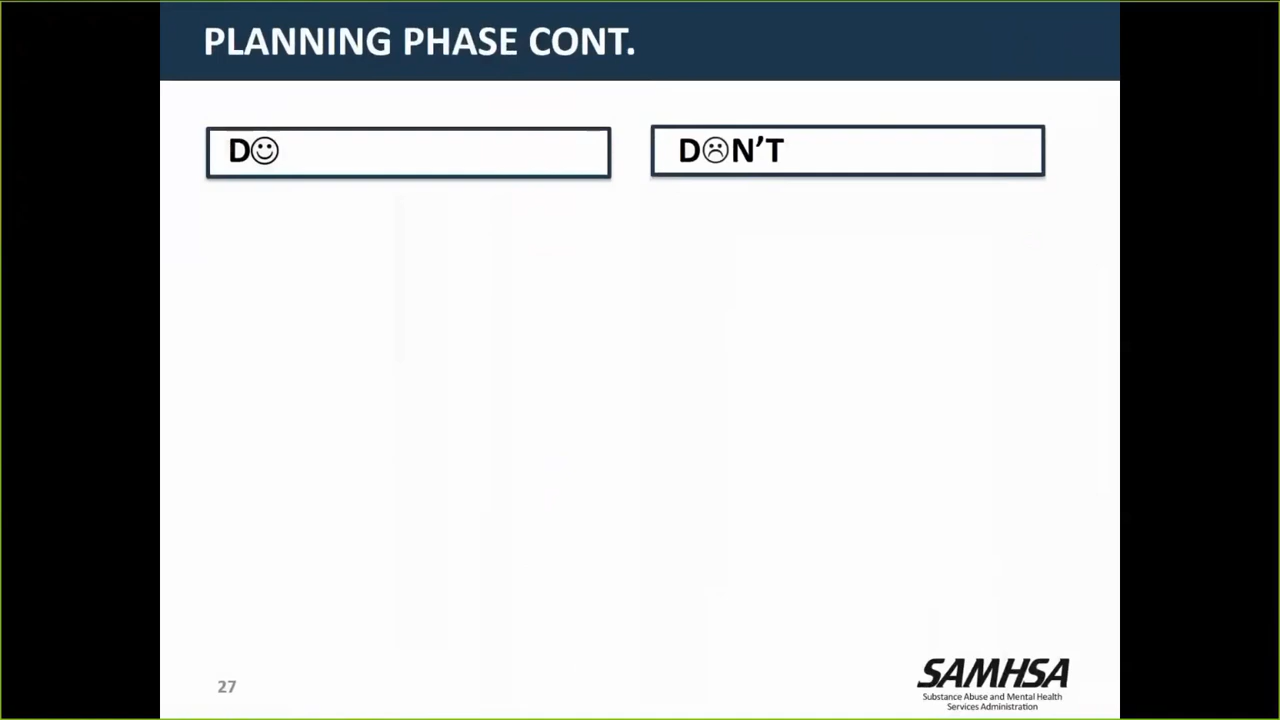 PLANNING PHASE CONT.
D☺
D☹N’T
27
SAMHSA
Substance Abuse and Mental Health
Services Administration